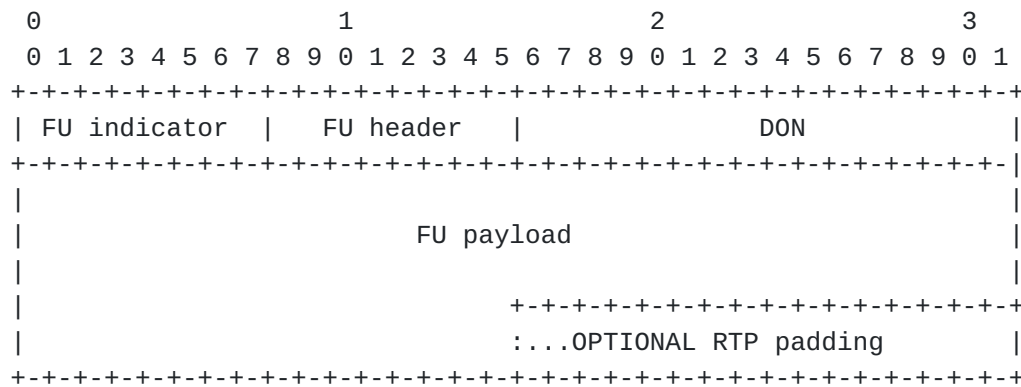 0                   1                   2                   3
 0 1 2 3 4 5 6 7 8 9 0 1 2 3 4 5 6 7 8 9 0 1 2 3 4 5 6 7 8 9 0 1
+-+-+-+-+-+-+-+-+-+-+-+-+-+-+-+-+-+-+-+-+-+-+-+-+-+-+-+-+-+-+-+-+
| FU indicator  |   FU header   |               DON             |
+-+-+-+-+-+-+-+-+-+-+-+-+-+-+-+-+-+-+-+-+-+-+-+-+-+-+-+-+-+-+-+-|
|                                                               |
|                         FU payload                            |
|                                                               |
|                               +-+-+-+-+-+-+-+-+-+-+-+-+-+-+-+-+
|                               :...OPTIONAL RTP padding        |
+-+-+-+-+-+-+-+-+-+-+-+-+-+-+-+-+-+-+-+-+-+-+-+-+-+-+-+-+-+-+-+-+